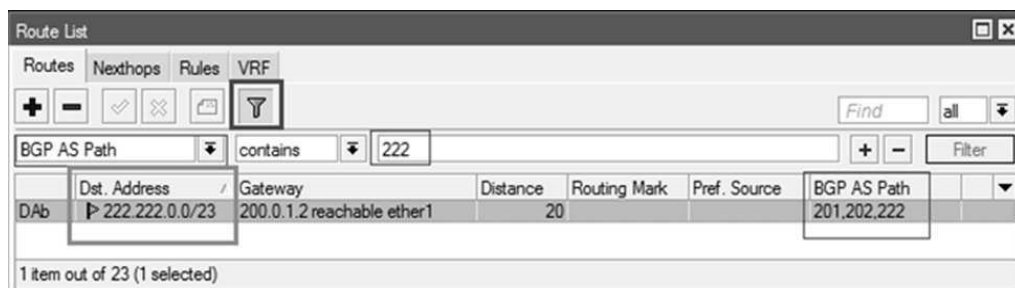 Route List
Routes Nexthops Rules VRF
Find all
BGP AS Path contains 222 Filter
Dst. Address Gateway Distance Routing Mark Pref. Source BGP AS Path
DAb 222.222.0.0/23 200.0.1.2 reachable ether1 20 201,202,222
1 item out of 23 (1 selected)